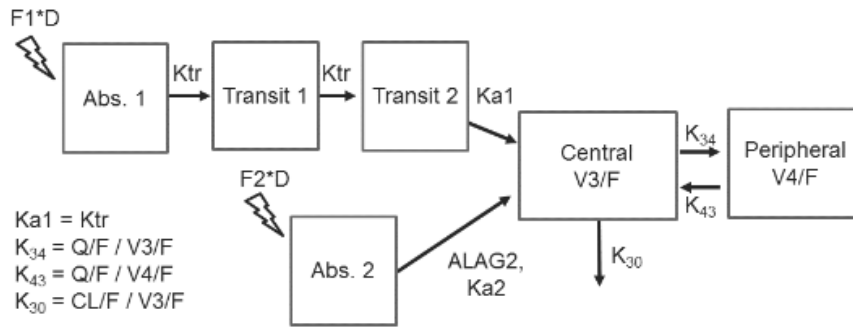 F1*D
Abs. 1
Ktr
Transit 1
Ktr
Transit 2
Ka1
Central
V3/F
K34
K43
Peripheral
V4/F
F2*D
Abs. 2
ALAG2,
Ka2
K30
Ka1 = Ktr
K34 = Q/F / V3/F
K43 = Q/F / V4/F
K30 = CL/F / V3/F